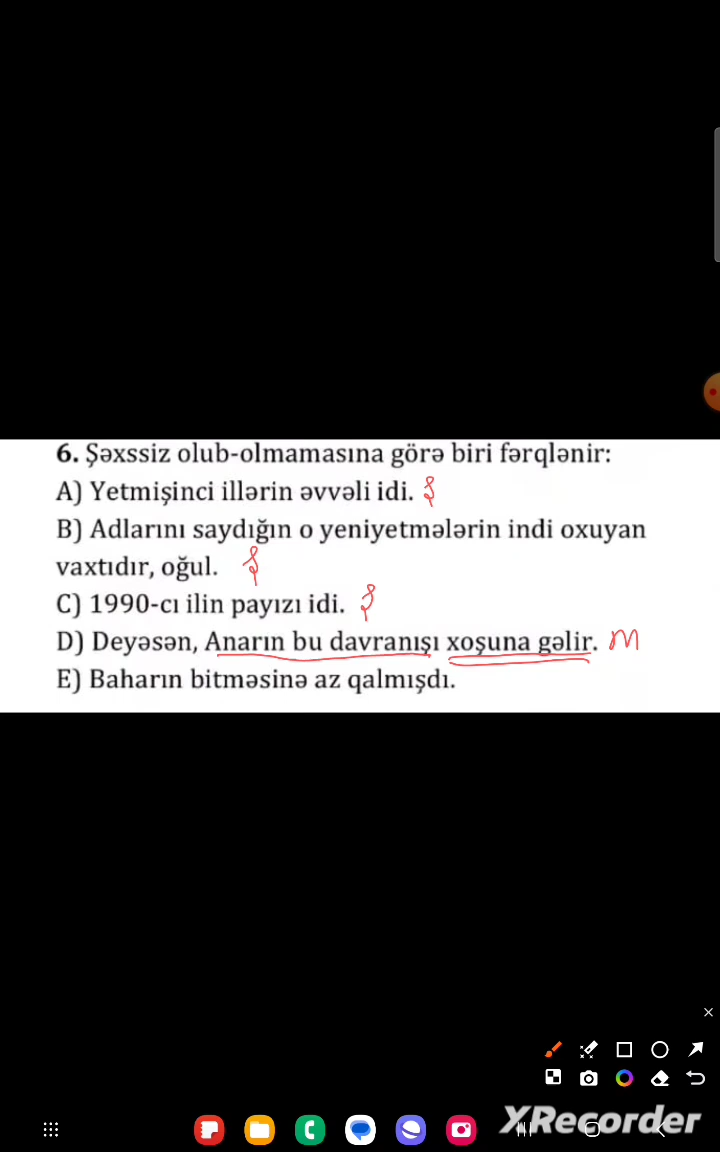 6. Şəxssiz olub-olmamasına görə biri fərqlənir:
A) Yetmişinci illərin əvvəli idi. Ş
B) Adlarını saydığın o yeniyetmələrin indi oxuyan
vaxtıdır, oğul. Ş
C) 1990-cı ilin payızı idi. Ş
D) Deyəsən, Anarın bu davranışı xoşuna gəlir. M
E) Baharın bitməsinə az qalmışdı.
XRecorder